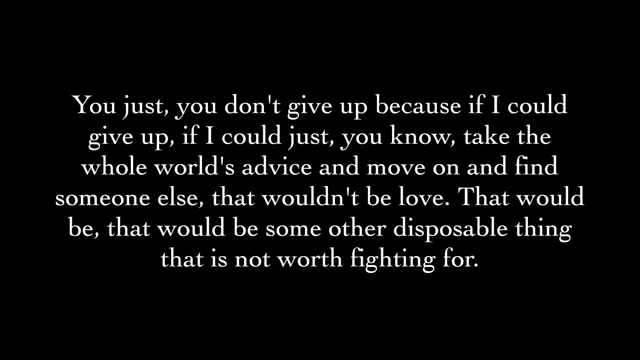 You just, you don't give up because if I could
give up, if I could just, you know, take the
whole world's advice and move on and find
someone else, that wouldn't be love. That would
be, that would be some other disposable thing
that is not worth fighting for.